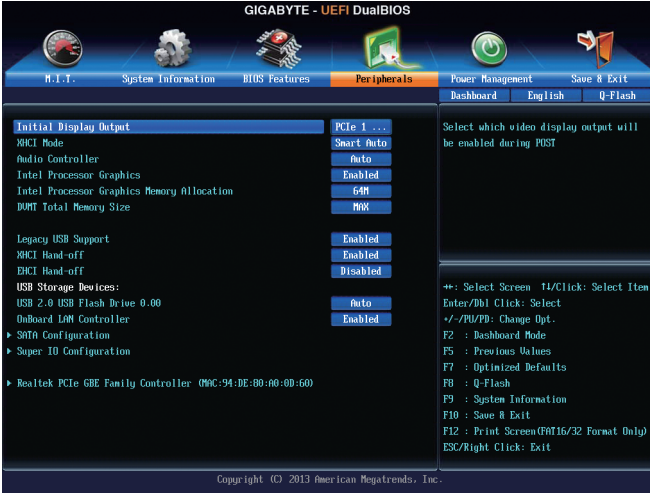 GIGABYTE - UEFI DualBIOS
M.I.T. System Information BIOS Features Peripherals Power Management Save & Exit
Dashboard English Q-Flash
Initial Display Output PCIe 1 ...
XHCI Mode Smart Auto
Audio Controller Auto
Intel Processor Graphics Enabled
Intel Processor Graphics Memory Allocation 64M
DVMT Total Memory Size MAX
Legacy USB Support Enabled
XHCI Hand-off Enabled
EHCI Hand-off Disabled
USB Storage Devices:
USB 2.0 USB Flash Drive 0.00 Auto
OnBoard LAN Controller Enabled
SATA Configuration
Super IO Configuration
Realtek PCIe GBE Family Controller (MAC:94:DE:80:A0:0D:60)
Select which video display output will
be enabled during POST
↔: Select Screen ↑↓/Click: Select Item
Enter/Dbl Click: Select
+/-/PU/PD: Change Opt.
F2 : Dashboard Mode
F5 : Previous Values
F7 : Optimized Defaults
F8 : Q-Flash
F9 : System Information
F10 : Save & Exit
F12 : Print Screen(FAT16/32 Format Only)
ESC/Right Click: Exit
Copyright (C) 2013 American Megatrends, Inc.